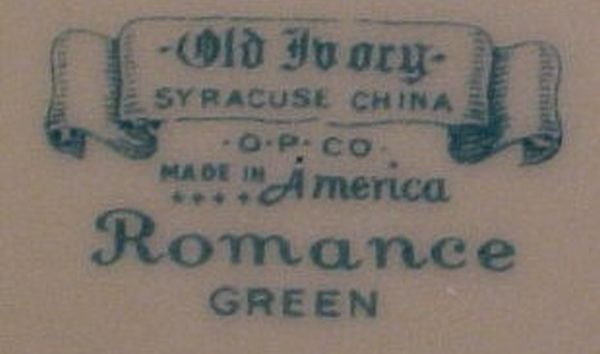 -Old Ivory-
SYRACUSE CHINA
·O·P·CO·
MADE IN America
Romance
GREEN